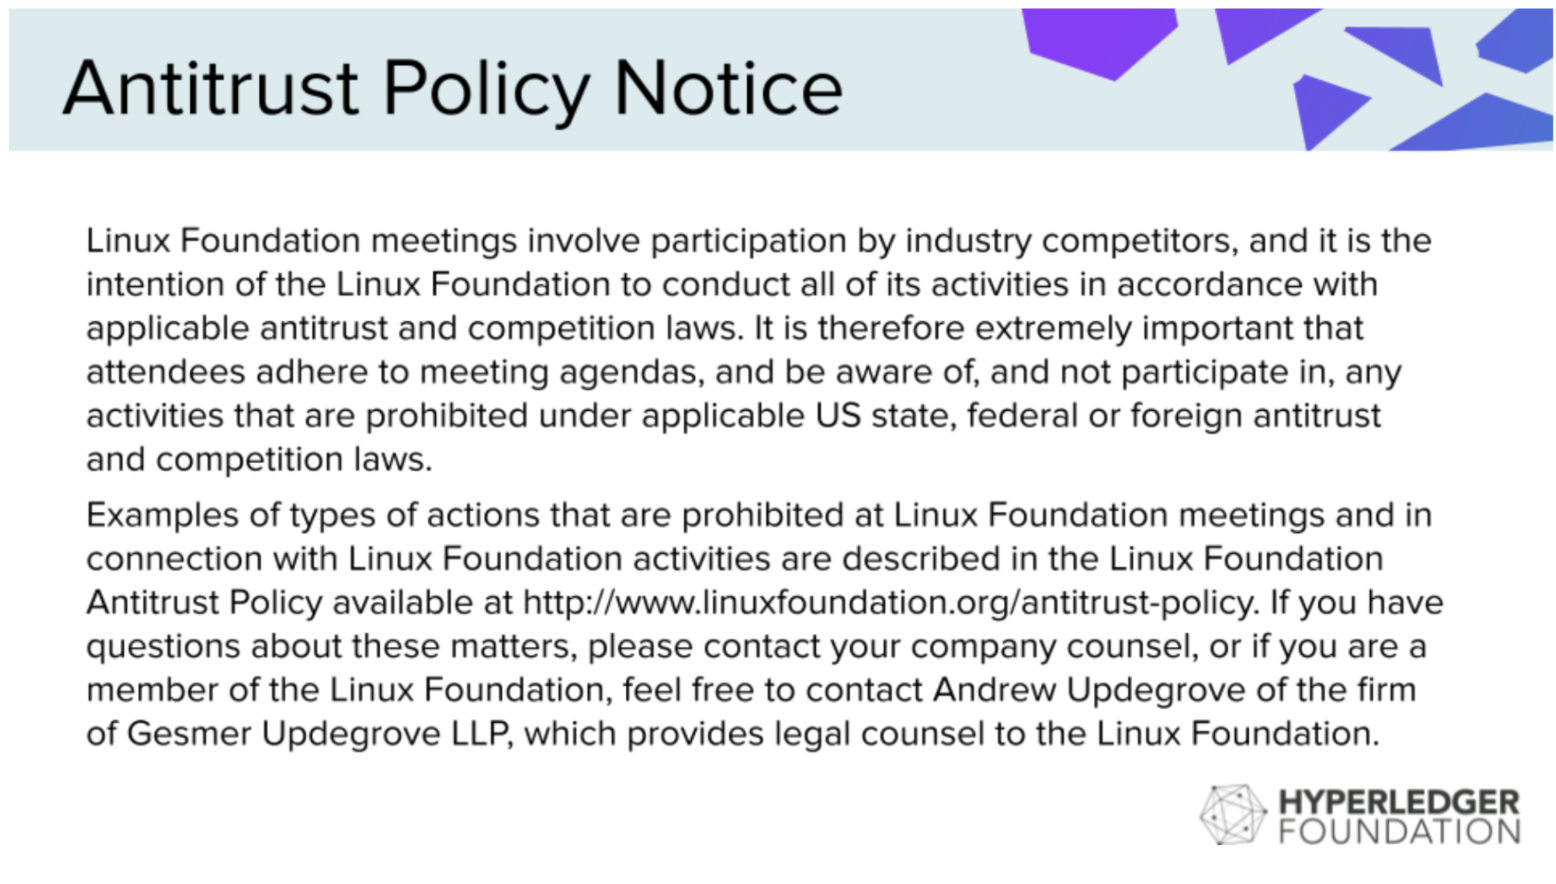 Antitrust Policy Notice
Linux Foundation meetings involve participation by industry competitors, and it is the
intention of the Linux Foundation to conduct all of its activities in accordance with
applicable antitrust and competition laws. It is therefore extremely important that
attendees adhere to meeting agendas, and be aware of, and not participate in, any
activities that are prohibited under applicable US state, federal or foreign antitrust
and competition laws.
Examples of types of actions that are prohibited at Linux Foundation meetings and in
connection with Linux Foundation activities are described in the Linux Foundation
Antitrust Policy available at http://www.linuxfoundation.org/antitrust-policy. If you have
questions about these matters, please contact your company counsel, or if you are a
member of the Linux Foundation, feel free to contact Andrew Updegrove of the firm
of Gesmer Updegrove LLP, which provides legal counsel to the Linux Foundation.
HYPERLEDGER
FOUNDATION